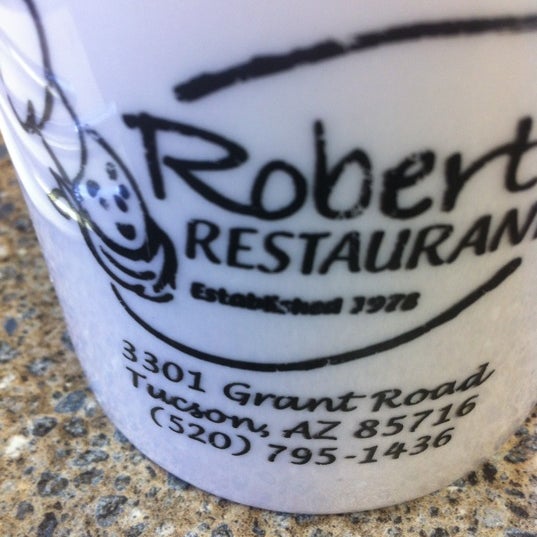 Robert
RESTAURAN
Established 1978
3301 Grant Road
Tucson, AZ 85716
(520) 795-1436